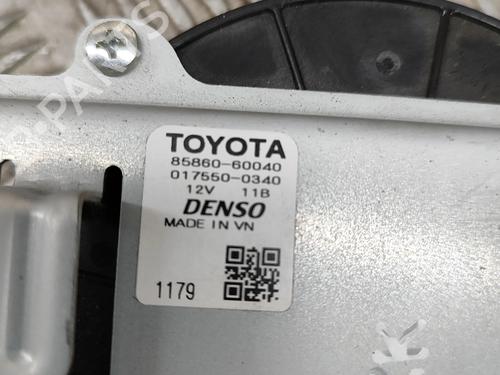 TOYOTA
85860-60040
017550-0340
12V 11B
DENSO
MADE IN VN
1179